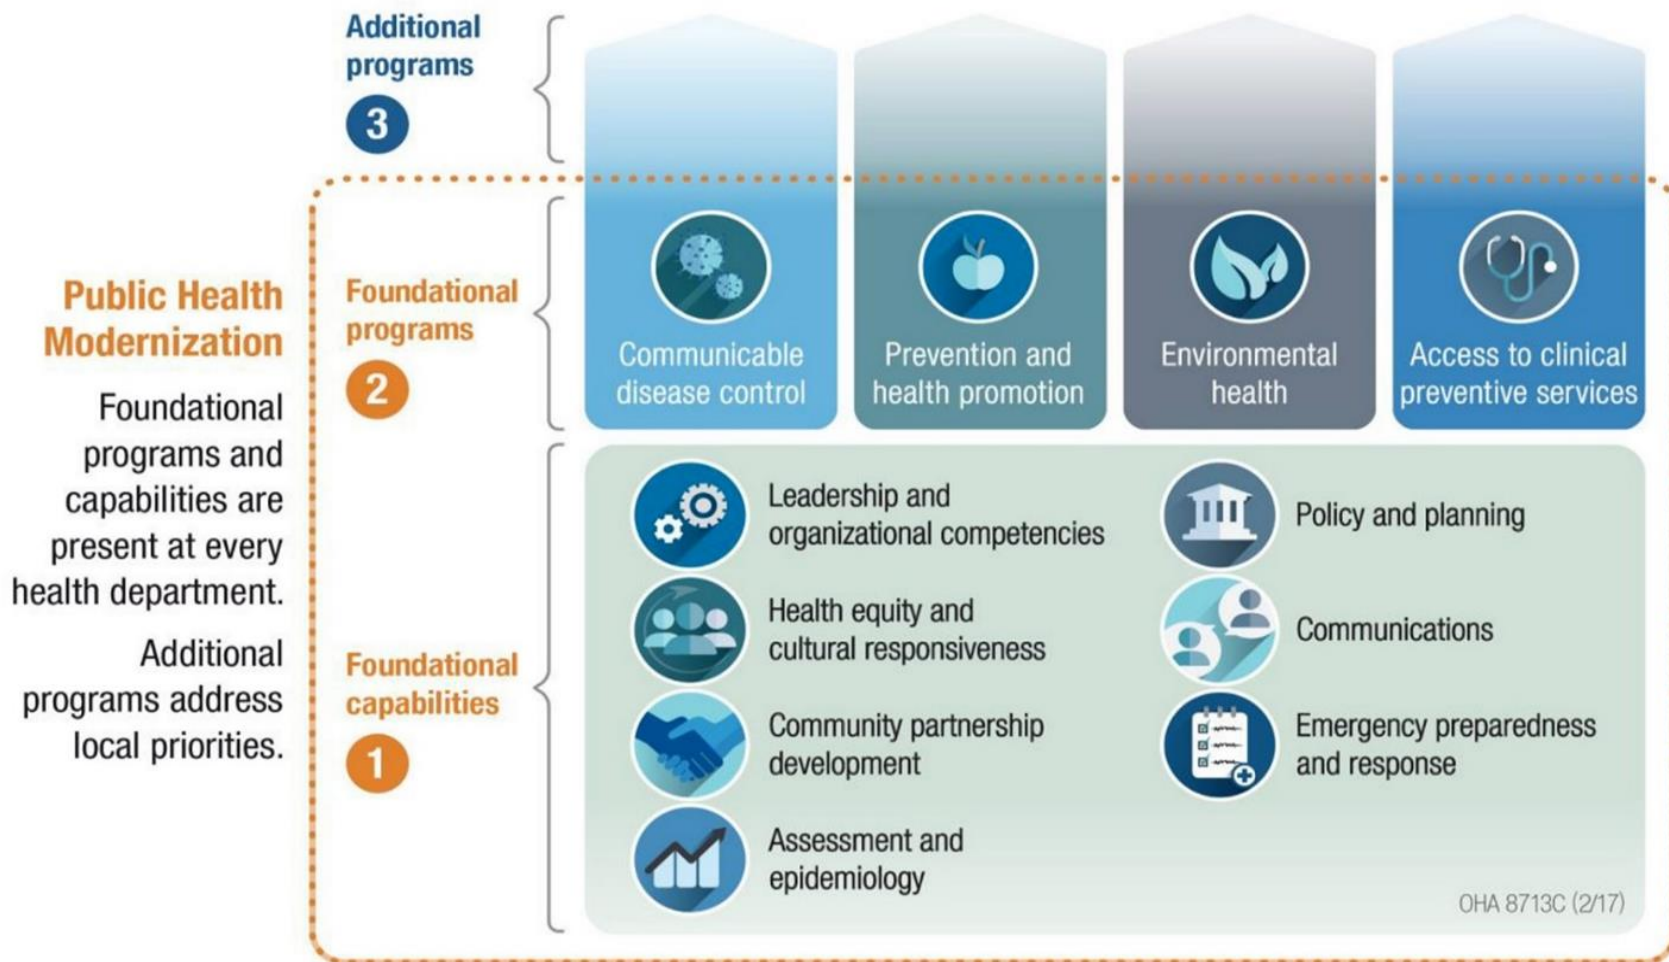 Additional
programs
3
Public Health
Modernization
Foundational
programs and
capabilities are
present at every
health department.
Additional
programs address
local priorities.
Foundational
programs
2
Communicable
disease control
Prevention and
health promotion
Environmental
health
Access to clinical
preventive services
Foundational
capabilities
1
Leadership and
organizational competencies
Health equity and
cultural responsiveness
Community partnership
development
Assessment and
epidemiology
Policy and planning
Communications
Emergency preparedness
and response
OHA 8713C (2/17)